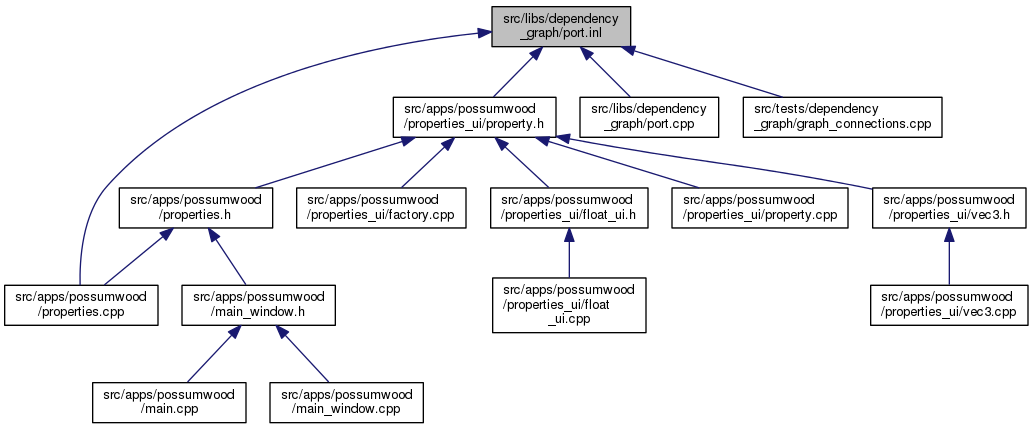 src/libs/dependency
_graph/port.inl
src/apps/possumwood
/properties_ui/property.h
src/libs/dependency
_graph/port.cpp
src/tests/dependency
_graph/graph_connections.cpp
src/apps/possumwood
/properties.h
src/apps/possumwood
/properties_ui/factory.cpp
src/apps/possumwood
/properties_ui/float_ui.h
src/apps/possumwood
/properties_ui/property.cpp
src/apps/possumwood
/properties_ui/vec3.h
src/apps/possumwood
/properties.cpp
src/apps/possumwood
/main_window.h
src/apps/possumwood
/properties_ui/float
_ui.cpp
src/apps/possumwood
/properties_ui/vec3.cpp
src/apps/possumwood
/main.cpp
src/apps/possumwood
/main_window.cpp